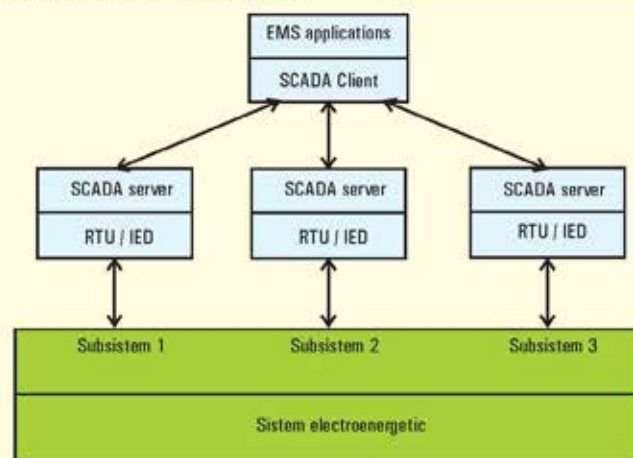 EMS applications
SCADA Client
SCADA server
SCADA server
SCADA server
RTU / IED
RTU / IED
RTU / IED
Subsistem 1
Subsistem 2
Subsistem 3
Sistem electroenergetic